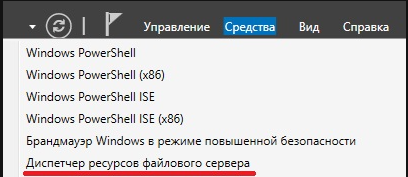 Управление Средства Вид Справка
Windows PowerShell
Windows PowerShell (x86)
Windows PowerShell ISE
Windows PowerShell ISE (x86)
Брандмауэр Windows в режиме повышенной безопасности
Диспетчер ресурсов файлового сервера